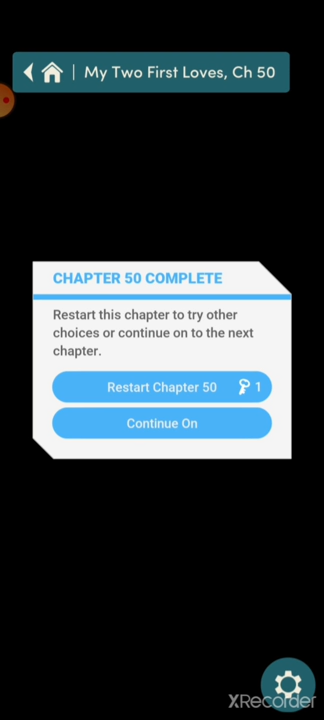 | My Two First Loves, Ch 50
CHAPTER 50 COMPLETE
Restart this chapter to try other
choices or continue on to the next
chapter.
Restart Chapter 50 1
Continue On
XRecorder